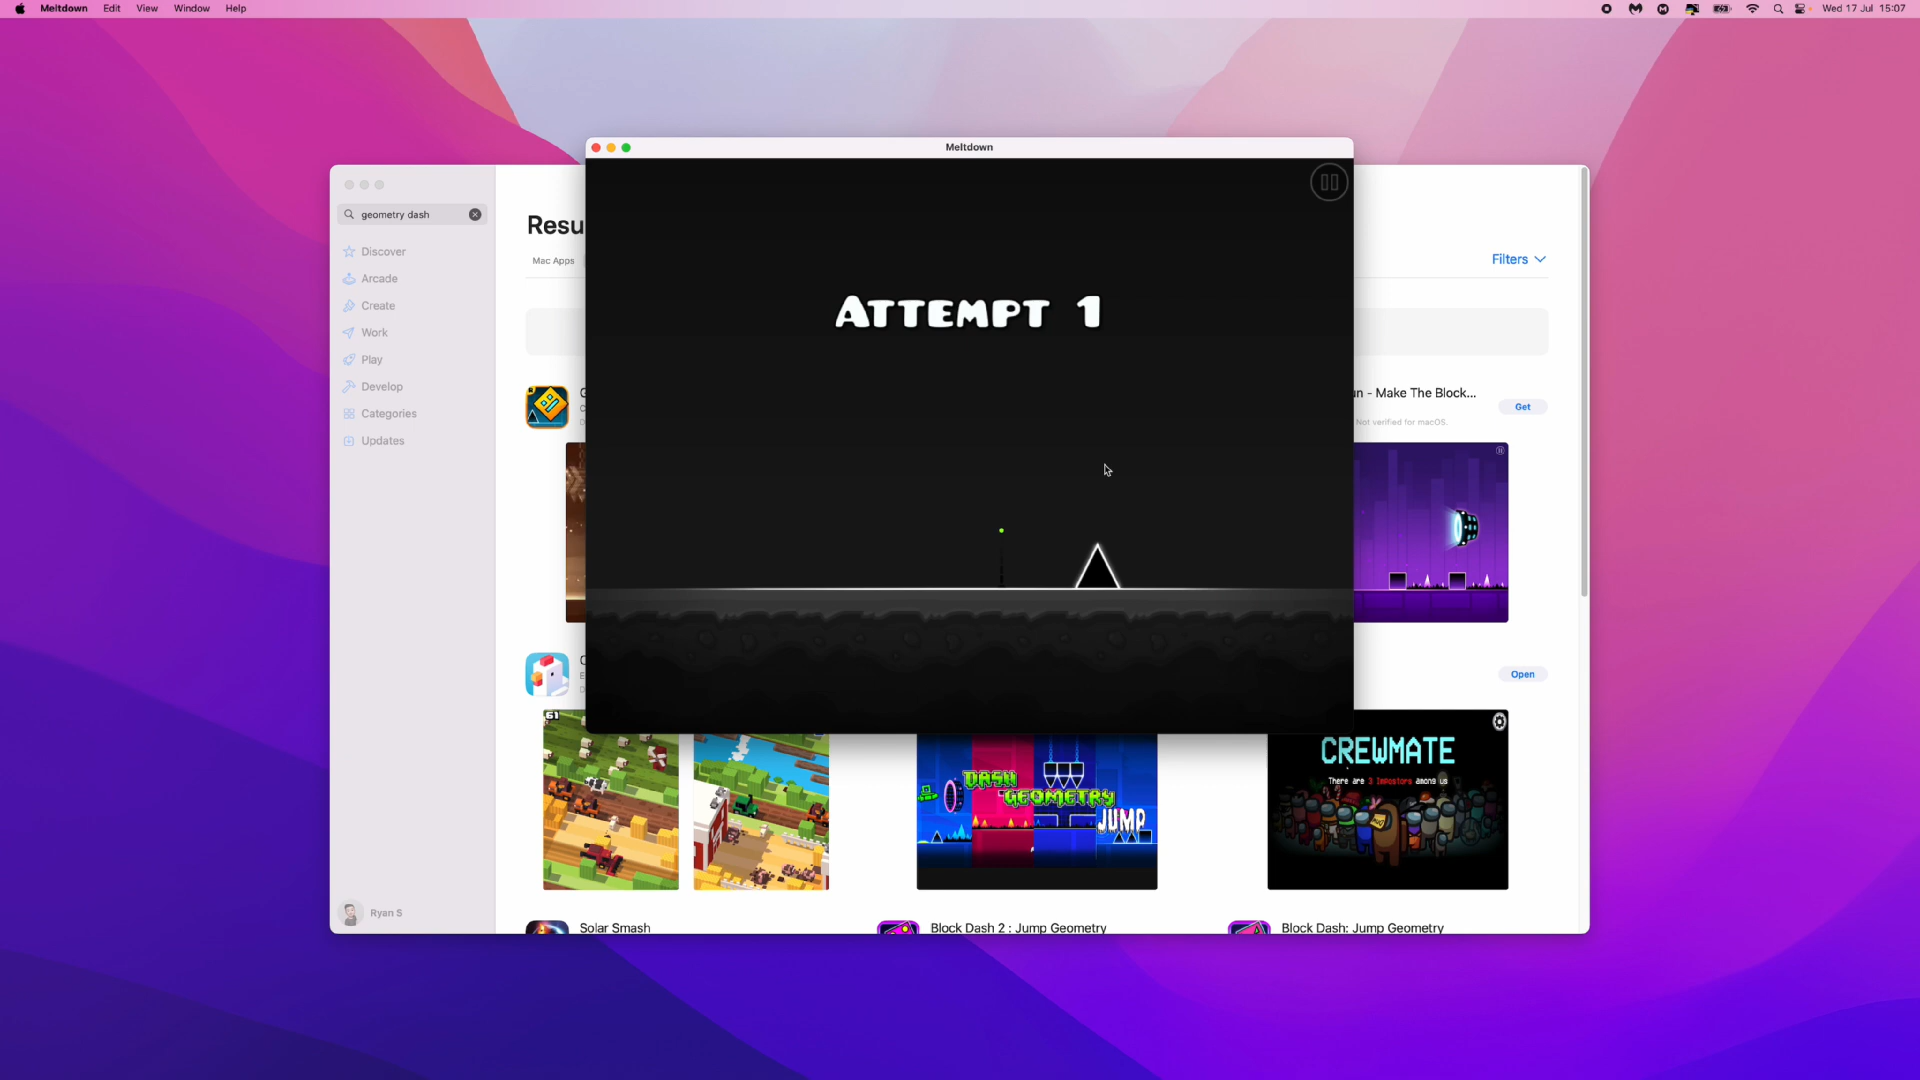 Meltdown Edit View Window Help
Wed 17 Jul 15:07
Meltdown
geometry dash
Discover
Arcade
Create
Work
Play
Develop
Categories
Updates
Ryan S
Resu
Mac Apps
Filters
Attempt 1
un - Make The Block...
Not verified for macOS.
Get
Open
61
DASH
GEOMETRY
JUMP
CREWMATE
There are 3 Impostors among us
Solar Smash
Block Dash 2 : Jump Geometry
Block Dash: Jump Geometry